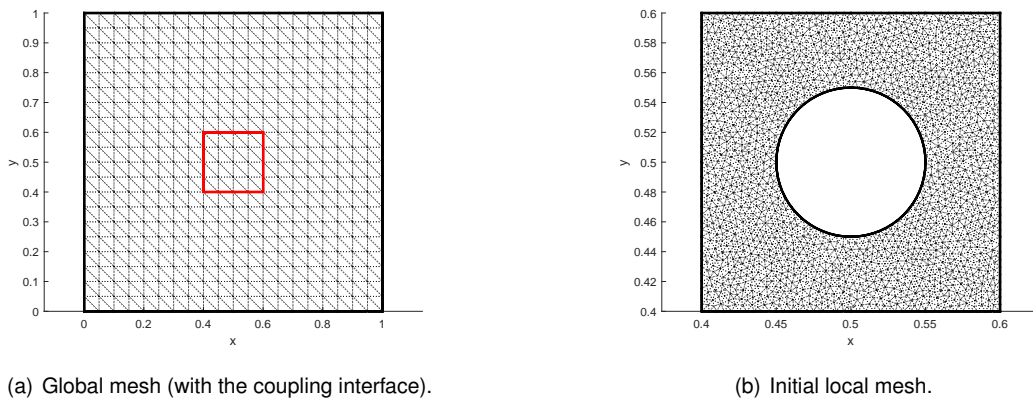 1
0.9
0.8
0.7
0.6
0.5
0.4
0.3
0.2
0.1
0
y
0 0.2 0.4 0.6 0.8 1
x
(a) Global mesh (with the coupling interface).
0.6
0.58
0.56
0.54
0.52
0.5
0.48
0.46
0.44
0.42
0.4
y
0.4 0.45 0.5 0.55 0.6
x
(b) Initial local mesh.